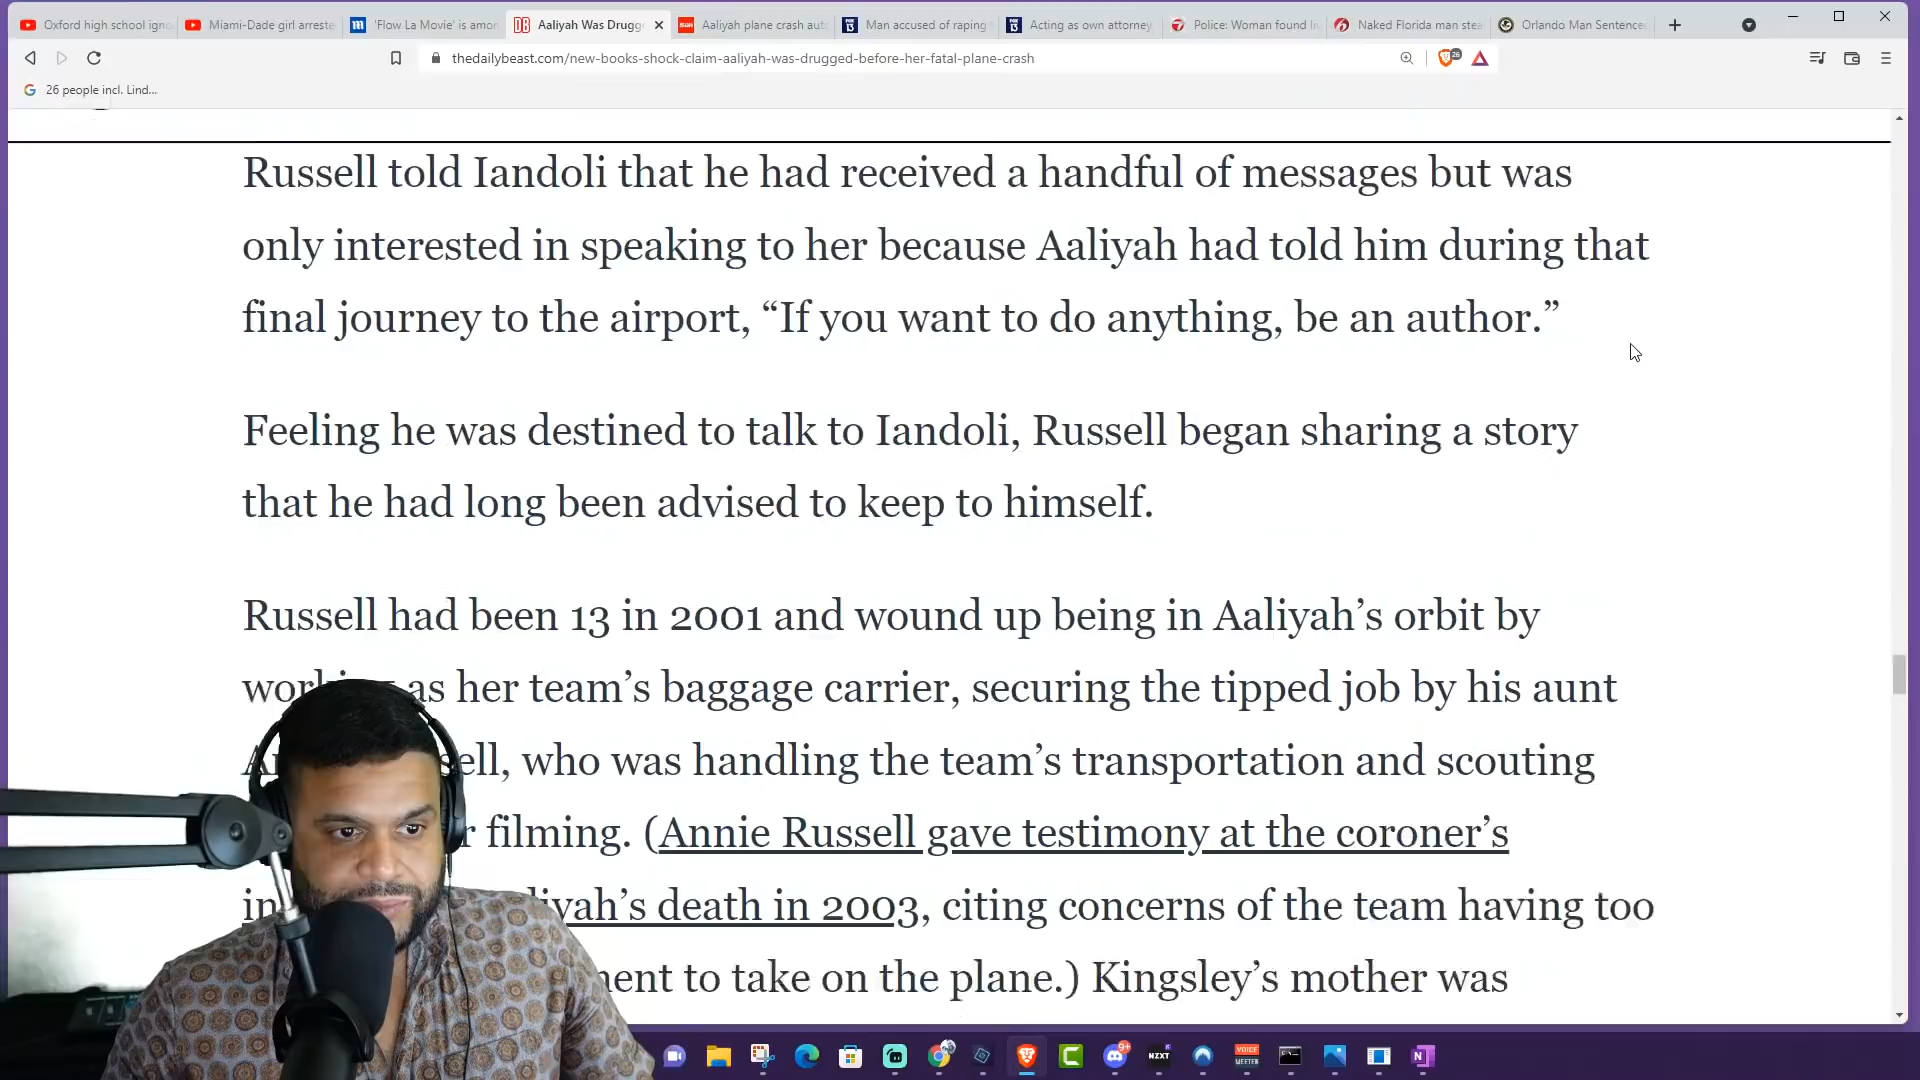 Oxford high school igno
Miami-Dade girl arreste
'Flow La Movie' is amor
Aaliyah Was Drugg
Aaliyah plane crash aut
Man accused of raping
Acting as own attorney
Police: Woman found
Naked Florida man stea
Orlando Man Sentence
thedailybeast.com/new-books-shock-claim-aaliyah-was-drugged-before-her-fatal-plane-crash
26 people incl. Lind...
Russell told Iandoli that he had received a handful of messages but was
only interested in speaking to her because Aaliyah had told him during that
final journey to the airport, “If you want to do anything, be an author.”
Feeling he was destined to talk to Iandoli, Russell began sharing a story
that he had long been advised to keep to himself.
Russell had been 13 in 2001 and wound up being in Aaliyah’s orbit by
as her team’s baggage carrier, securing the tipped job by his aunt
ell, who was handling the team’s transportation and scouting
r filming. (Annie Russell gave testimony at the coroner’s
in liyah’s death in 2003, citing concerns of the team having too
ent to take on the plane.) Kingsley’s mother was